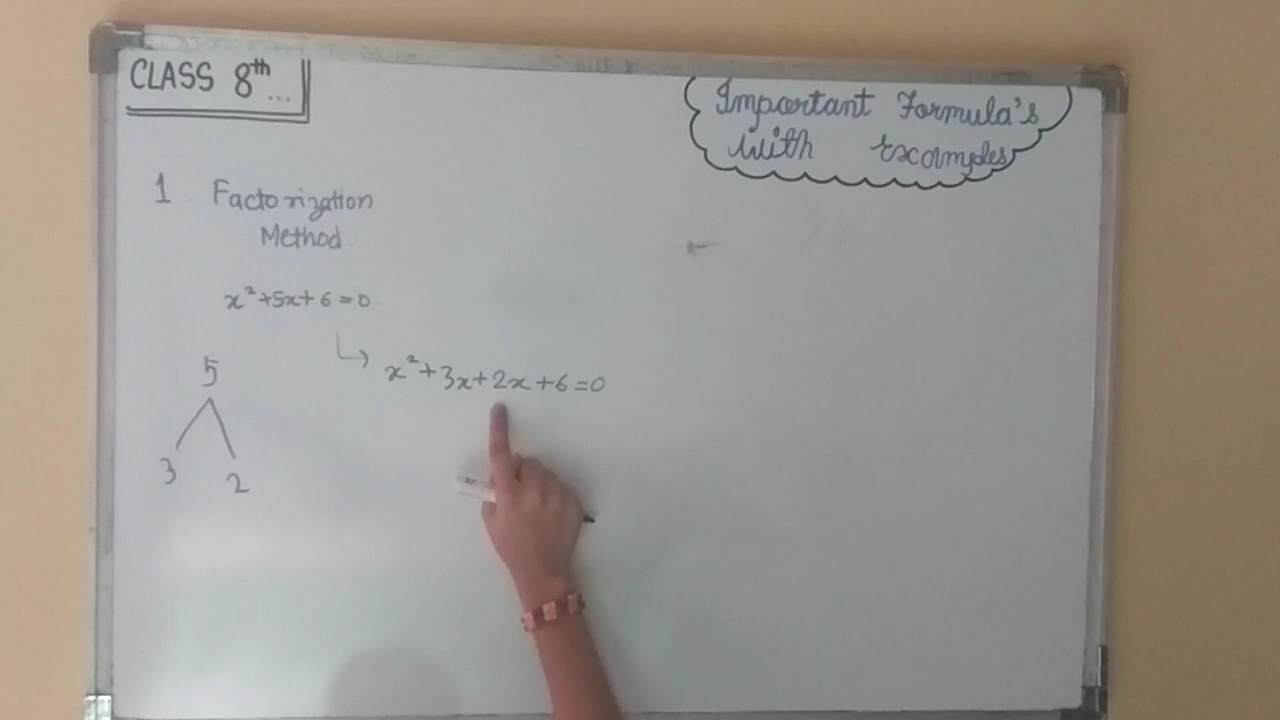 CLASS 8th...
Important Formula's
with Examples
1. Factorization
Method
x²+5x+6=0
x²+3x+2x+6=0
5
3 2